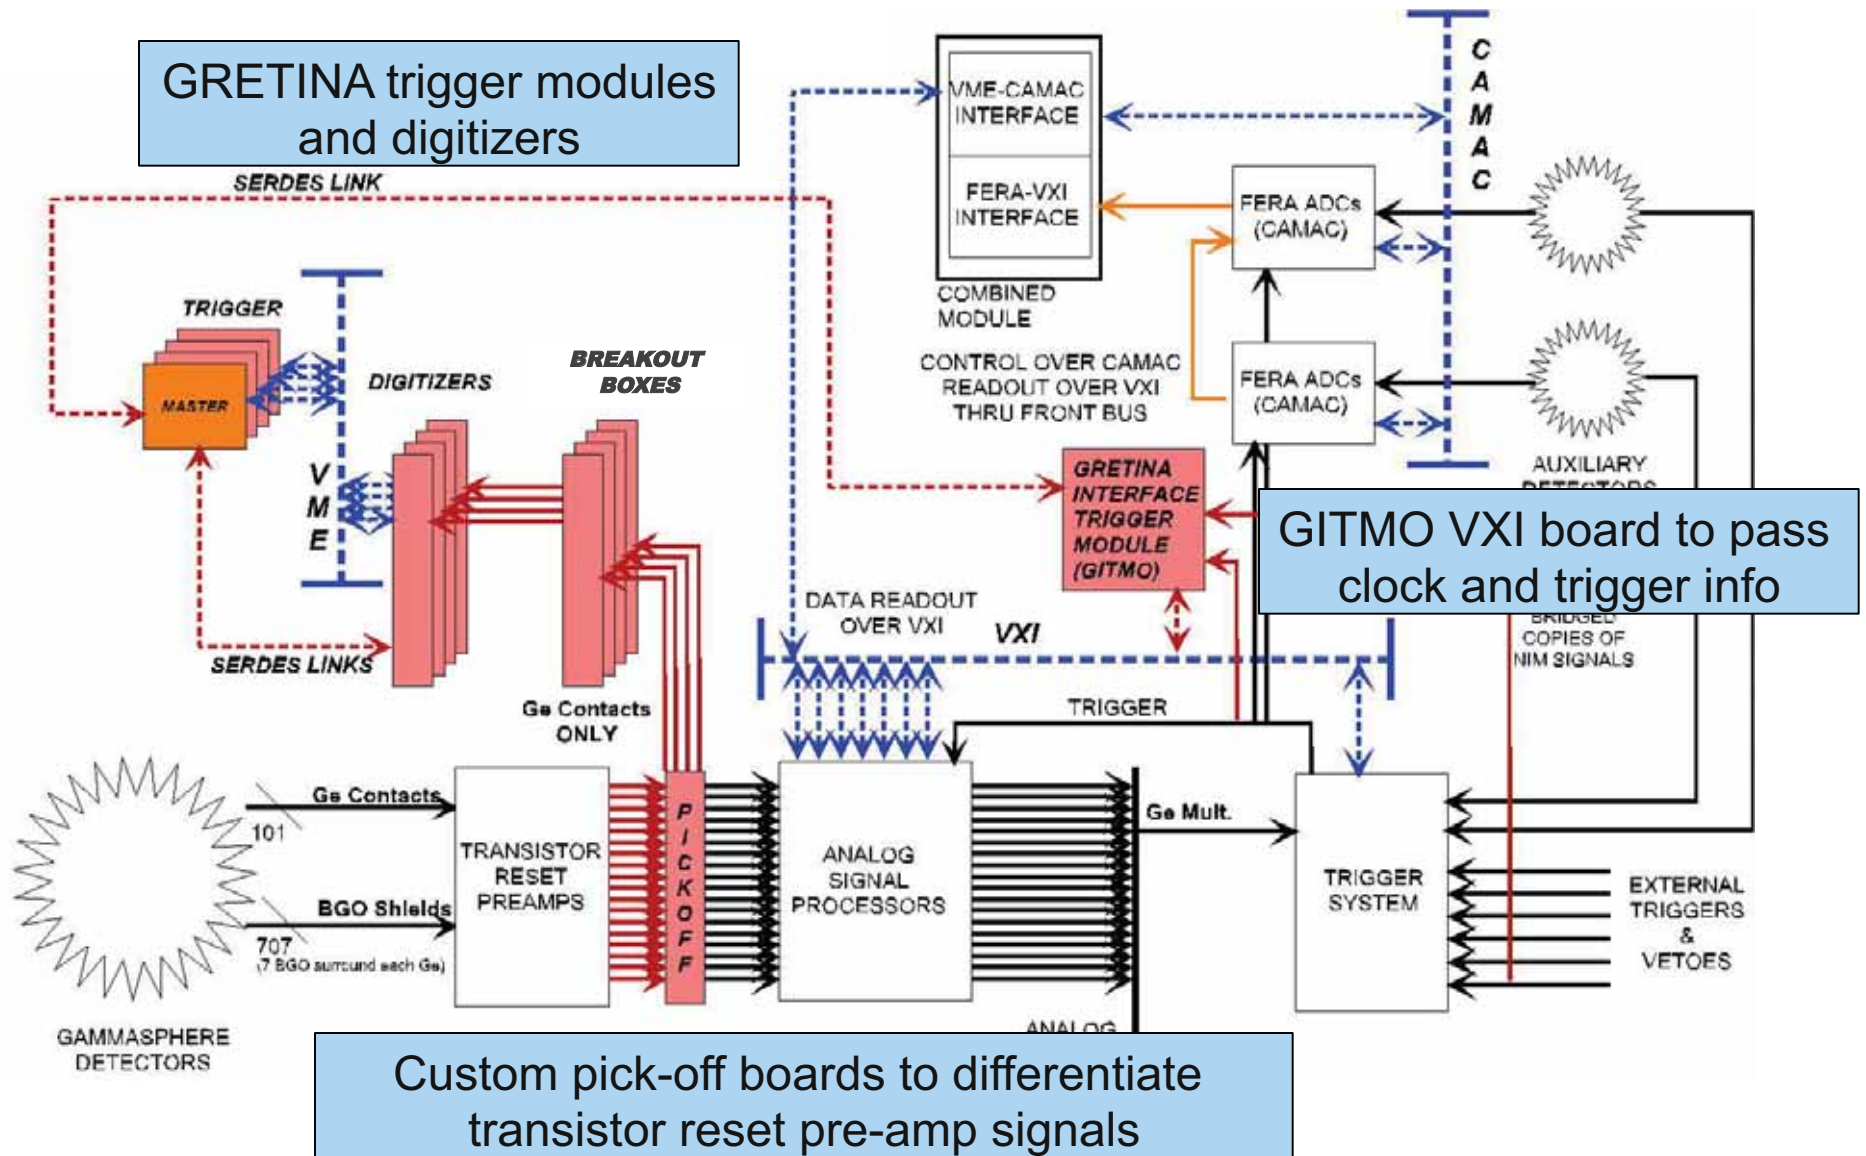 GRETINA trigger modules
and digitizers
SERDES LINK
TRIGGER
MASTER
DIGITIZERS
BREAKOUT
BOXES
V
M
E
SERDES LINKS
Ge Contacts
ONLY
VME-CAMAC
INTERFACE
FERA-VXI
INTERFACE
COMBINED
MODULE
CONTROL OVER CAMAC
READOUT OVER VXI
THRU FRONT BUS
C
A
M
A
C
FERA ADCs
(CAMAC)
FERA ADCs
(CAMAC)
AUXILIARY
DETECTORS
GRETINA
INTERFACE
TRIGGER
MODULE
(GITMO)
GITMO VXI board to pass
clock and trigger info
BRIDGED
COPIES OF
NIM SIGNALS
DATA READOUT
OVER VXI
VXI
TRIGGER
Ge Contacts
101
BGO Shields
707
(7 BGO surround each Ge)
GAMMASPHERE
DETECTORS
TRANSISTOR
RESET
PREAMPS
P
I
C
K
O
F
F
ANALOG
SIGNAL
PROCESSORS
Ge Mult.
TRIGGER
SYSTEM
EXTERNAL
TRIGGERS
&
VETOES
ANALOG
Custom pick-off boards to differentiate
transistor reset pre-amp signals